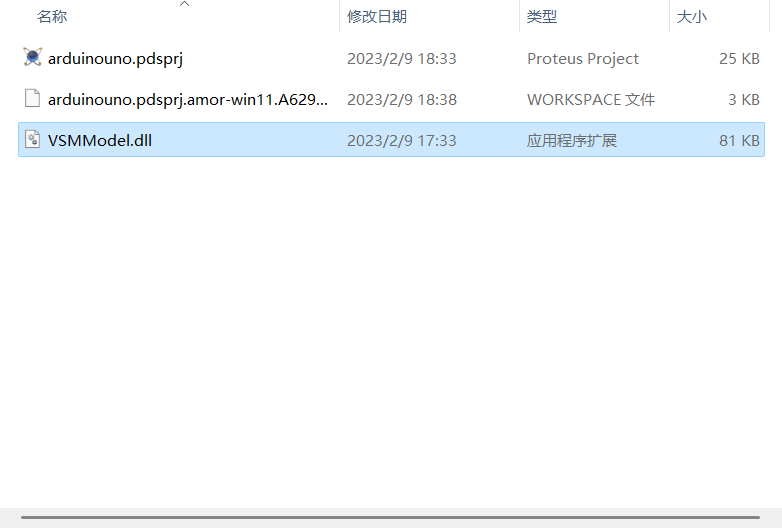 名称 修改日期 类型 大小
arduinouno.pdsprj 2023/2/9 18:33 Proteus Project 25 KB
arduinouno.pdsprj.amor-win11.A629... 2023/2/9 18:38 WORKSPACE 文件 3 KB
VSMModel.dll 2023/2/9 17:33 应用程序扩展 81 KB